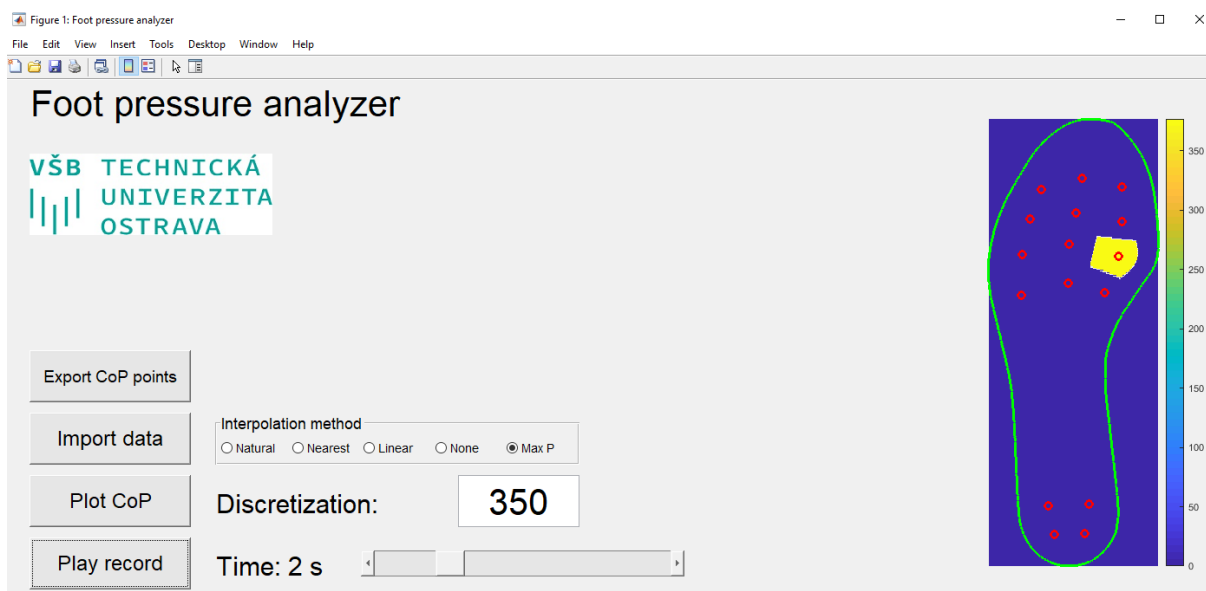 Figure 1: Foot pressure analyzer
File Edit View Insert Tools Desktop Window Help
Foot pressure analyzer
VŠB TECHNICKÁ
UNIVERZITA
OSTRAVA
Export CoP points
Import data
Plot CoP
Play record
Interpolation method
Natural Nearest Linear None Max P
Discretization: 350
Time: 2 s
350
300
250
200
150
100
50
0